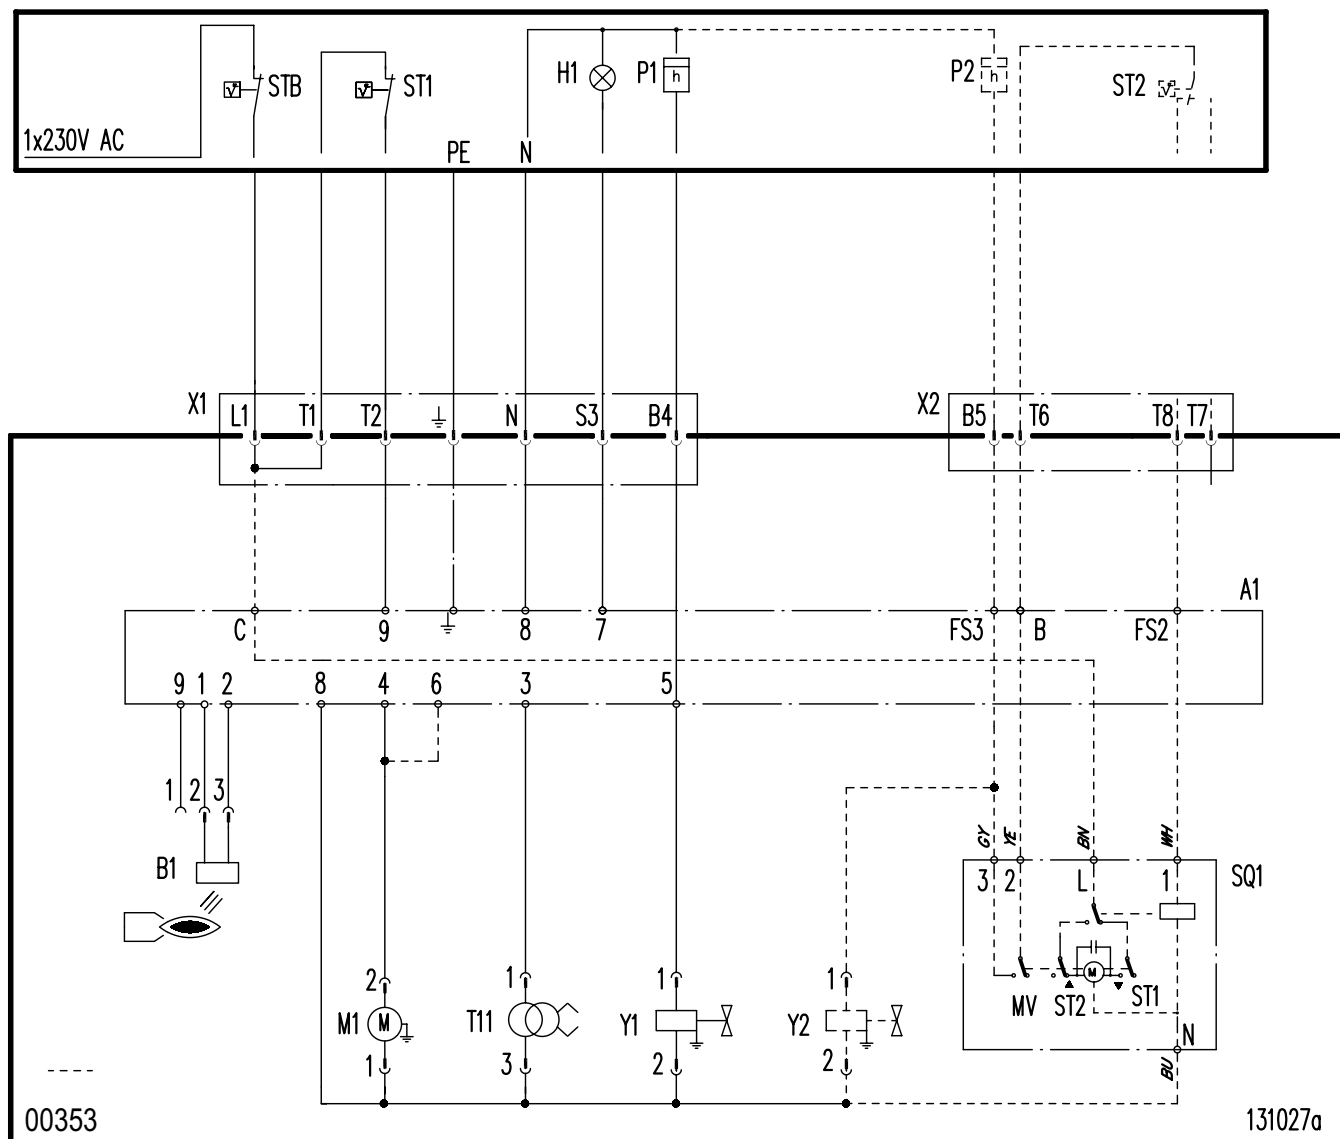 STB ST1 H1 P1 P2 ST2
h h
1x230V AC PE N
X1 L1 T1 T2 N S3 B4 X2 B5 T6 T8 T7
A1
C 9 8 7 FS3 B FS2
9 1 2 8 4 6 3 5
1 2 3
GY YE BN WH
B1 3 2 L 1 SQ1
M
2 1 1 1 MV ST2 ST1
M1 M T11 Y1 Y2 N
1 3 2 2 BU
00353 131027a